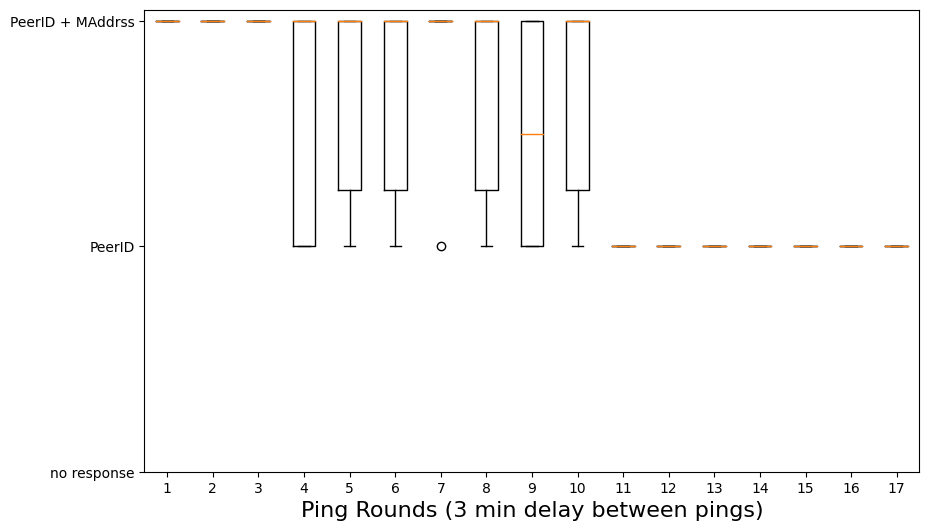 PeerID + MAddrss
PeerID
no response
1 2 3 4 5 6 7 8 9 10 11 12 13 14 15 16 17
Ping Rounds (3 min delay between pings)